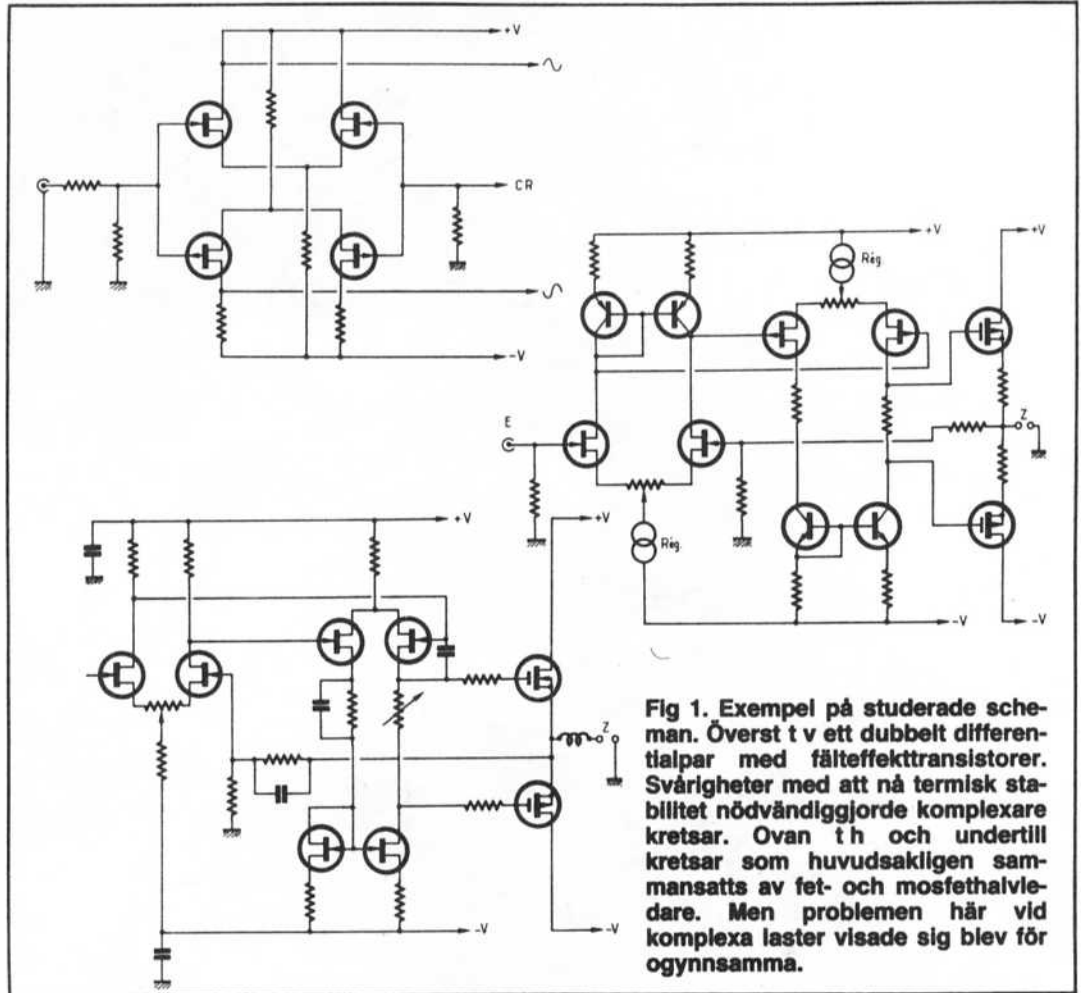 +V
CR
-V
+V
+V
Rég.
E
Z
Rég.
-V
-V
+V
+V
Z
-V
-V
Fig 1. Exempel på studerade sche-
man. Överst t v ett dubbelt differen-
tialpar med fälteffekttransistorer.
Svårigheter med att nå termisk sta-
bilitet nödvändiggjorde komplexare
kretsar. Ovan t h och undertill
kretsar som huvudsakligen sam-
mansatts av fet- och mosfethalvle-
dare. Men problemen här vid
komplexa laster visade sig blev för
ogynnsamma.